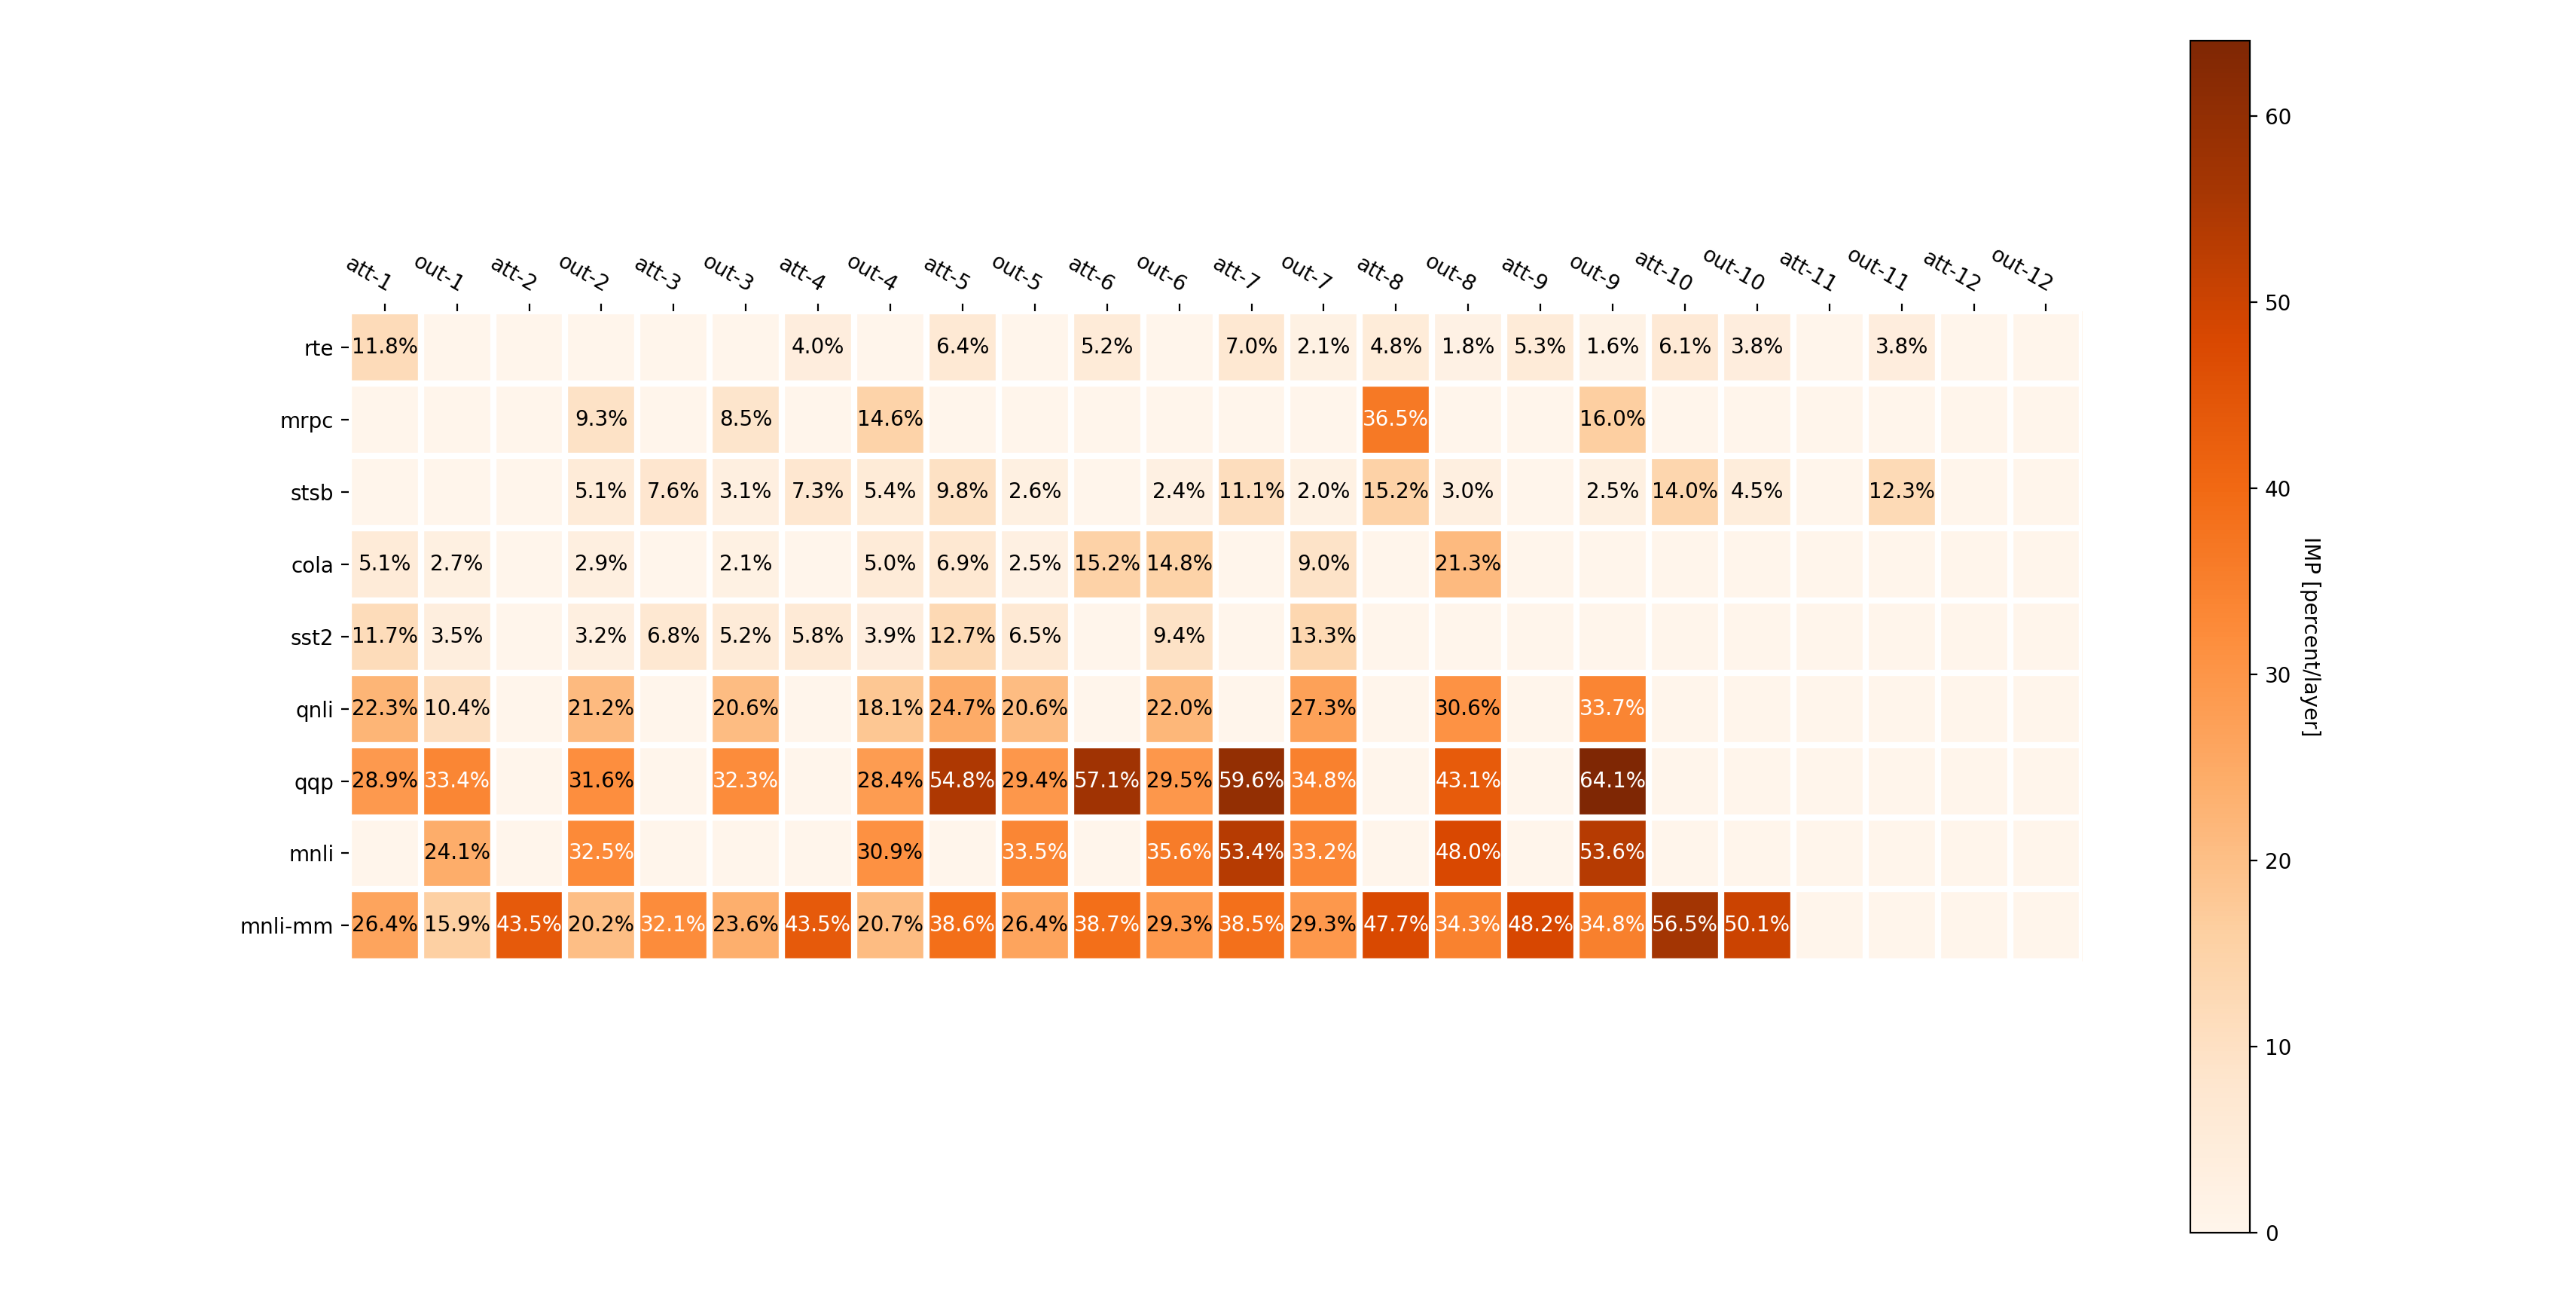 att-1 out-1 att-2 out-2 att-3 out-3 att-4 out-4 att-5 out-5 att-6 out-6 att-7 out-7 att-8 out-8 att-9 out-9 att-10 out-10 att-11 out-11 att-12 out-12
rte 11.8% 4.0% 6.4% 5.2% 7.0% 2.1% 4.8% 1.8% 5.3% 1.6% 6.1% 3.8% 3.8%
mrpc 9.3% 8.5% 14.6% 36.5% 16.0%
stsb 5.1% 7.6% 3.1% 7.3% 5.4% 9.8% 2.6% 2.4% 11.1% 2.0% 15.2% 3.0% 2.5% 14.0% 4.5% 12.3%
cola 5.1% 2.7% 2.9% 2.1% 5.0% 6.9% 2.5% 15.2% 14.8% 9.0% 21.3%
sst2 11.7% 3.5% 3.2% 6.8% 5.2% 5.8% 3.9% 12.7% 6.5% 9.4% 13.3%
qnli 22.3% 10.4% 21.2% 20.6% 18.1% 24.7% 20.6% 22.0% 27.3% 30.6% 33.7%
qqp 28.9% 33.4% 31.6% 32.3% 28.4% 54.8% 29.4% 57.1% 29.5% 59.6% 34.8% 43.1% 64.1%
mnli 24.1% 32.5% 30.9% 33.5% 35.6% 53.4% 33.2% 48.0% 53.6%
mnli-mm 26.4% 15.9% 43.5% 20.2% 32.1% 23.6% 43.5% 20.7% 38.6% 26.4% 38.7% 29.3% 38.5% 29.3% 47.7% 34.3% 48.2% 34.8% 56.5% 50.1%
60
50
40
30
20
10
0
IMP [percent/layer]